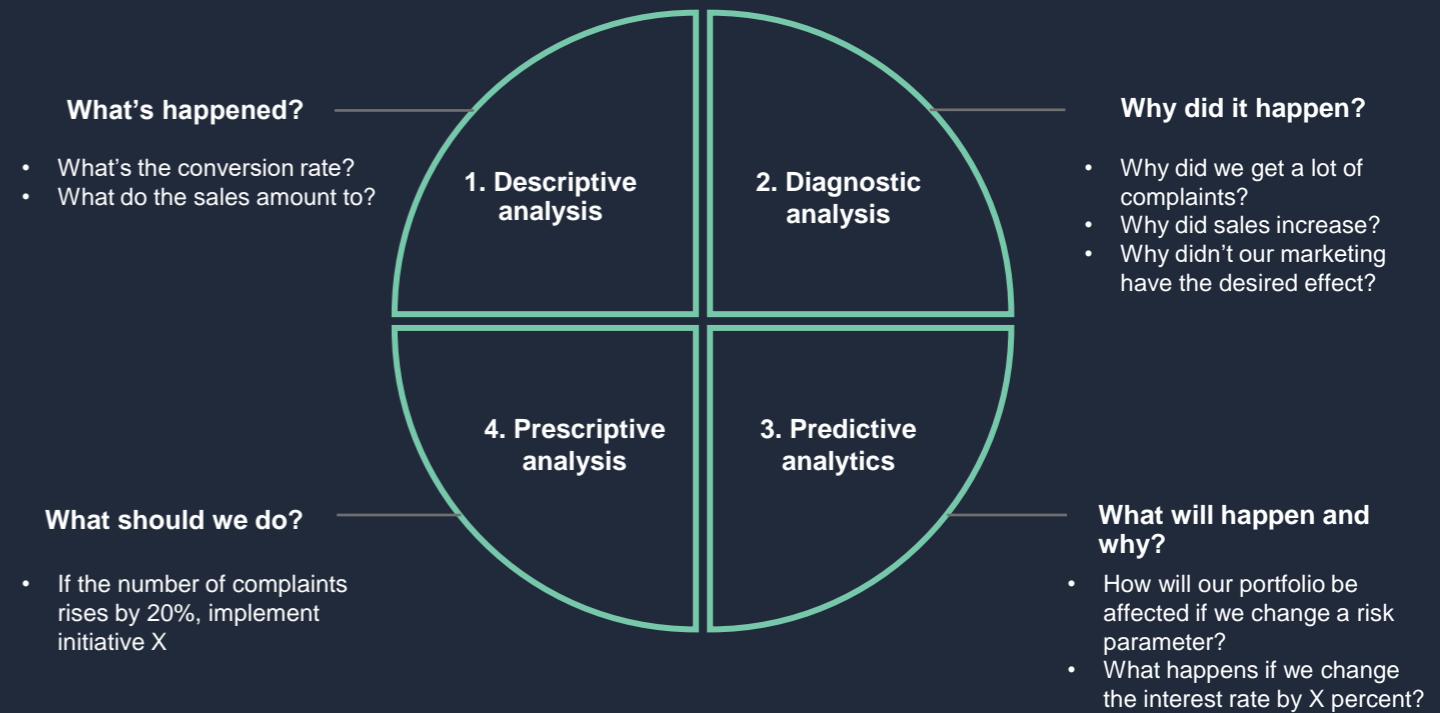 What's happened?
• What's the conversion rate?
• What do the sales amount to?
1. Descriptive
analysis
2. Diagnostic
analysis
Why did it happen?
• Why did we get a lot of
complaints?
• Why did sales increase?
• Why didn't our marketing
have the desired effect?
4. Prescriptive
analysis
3. Predictive
analytics
What should we do?
• If the number of complaints
rises by 20%, implement
initiative X
What will happen and
why?
• How will our portfolio be
affected if we change a risk
parameter?
• What happens if we change
the interest rate by X percent?